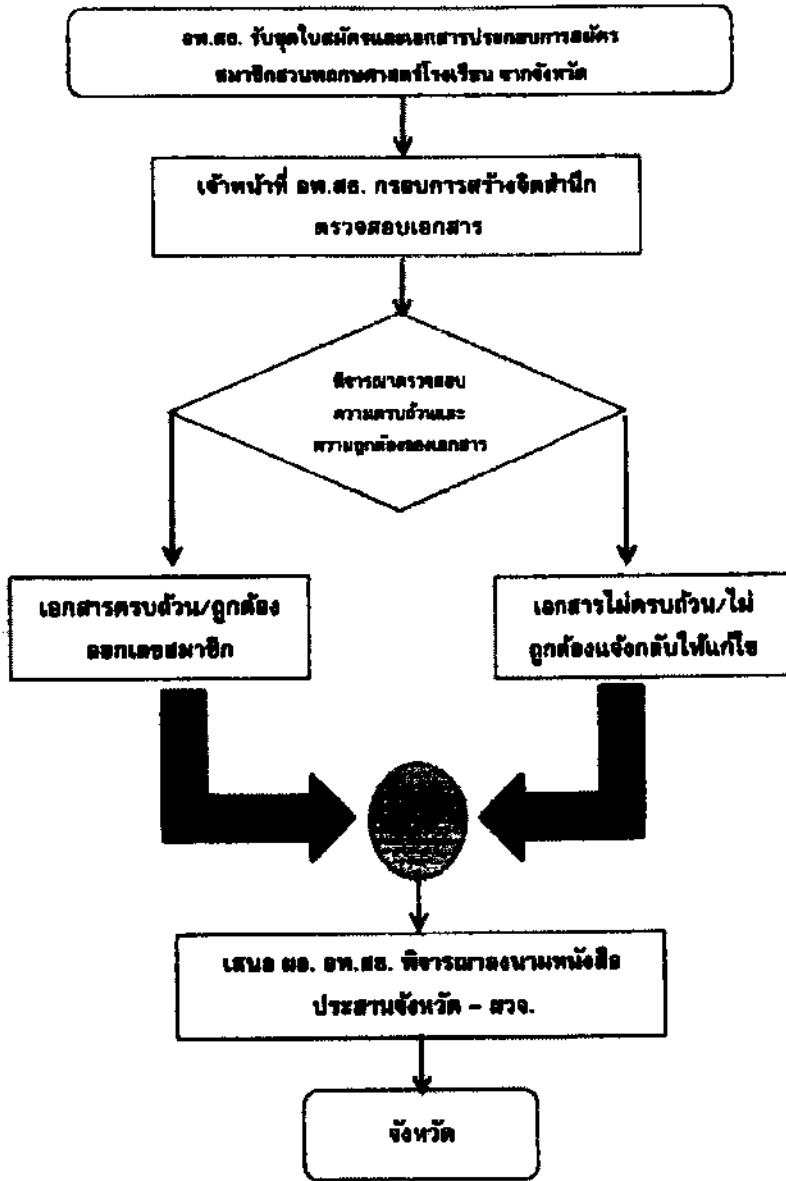 อพ.สธ. รับชุดใบสมัครและเอกสารประกอบการสมัคร
สมาชิกสวนพฤกษศาสตร์โรงเรียน จากจังหวัด
เจ้าหน้าที่ อพ.สธ. กรอบการสร้างจิตสำนึก
ตรวจสอบเอกสาร
พิจารณาตรวจสอบ
ความครบถ้วนและ
ความถูกต้องของเอกสาร
เอกสารครบถ้วน/ถูกต้อง
ออกเลขสมาชิก
เอกสารไม่ครบถ้วน/ไม่
ถูกต้องแจ้งกลับให้แก้ไข
เสนอ ผอ. อพ.สธ. พิจารณาลงนามหนังสือ
ประสานจังหวัด – ผวจ.
จังหวัด